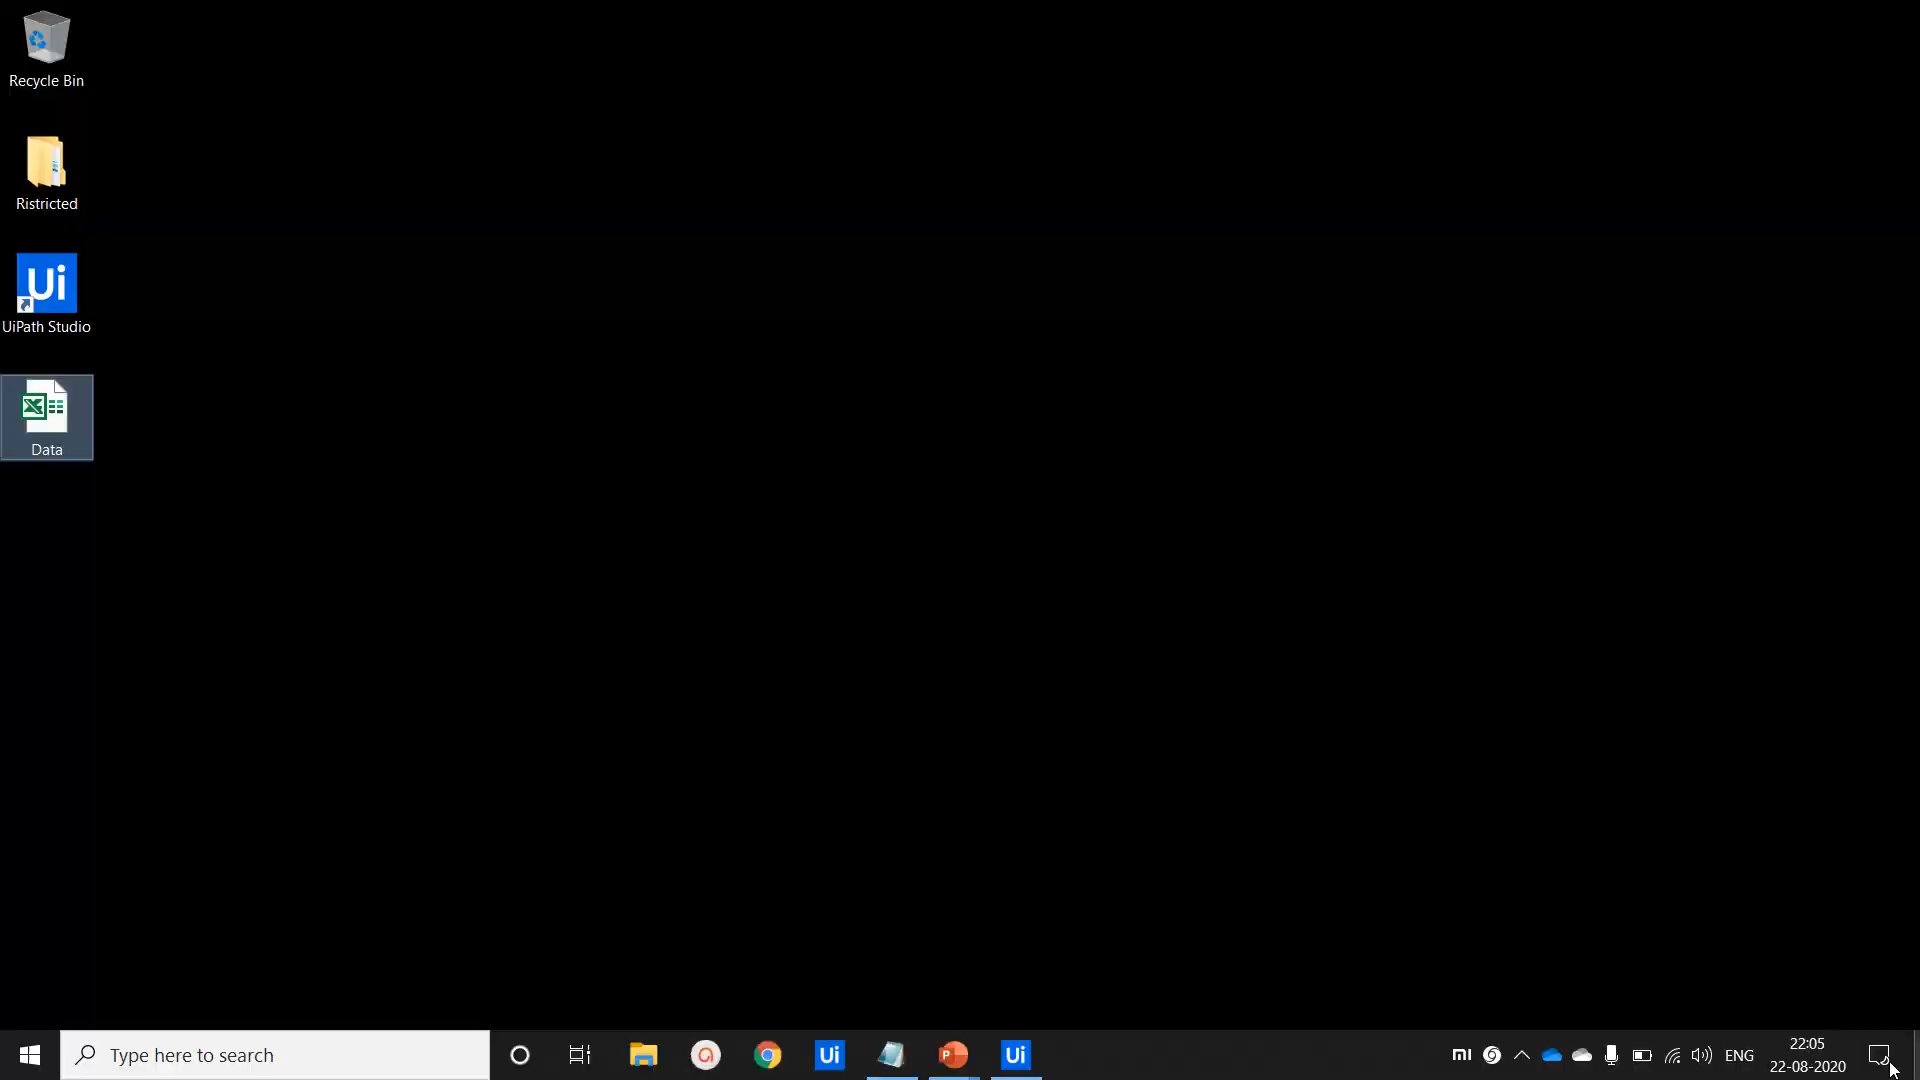 Recycle Bin
Ristricted
Ui
UiPath Studio
Data
Type here to search
Ui
P
Ui
mi
ENG
22:05
22-08-2020